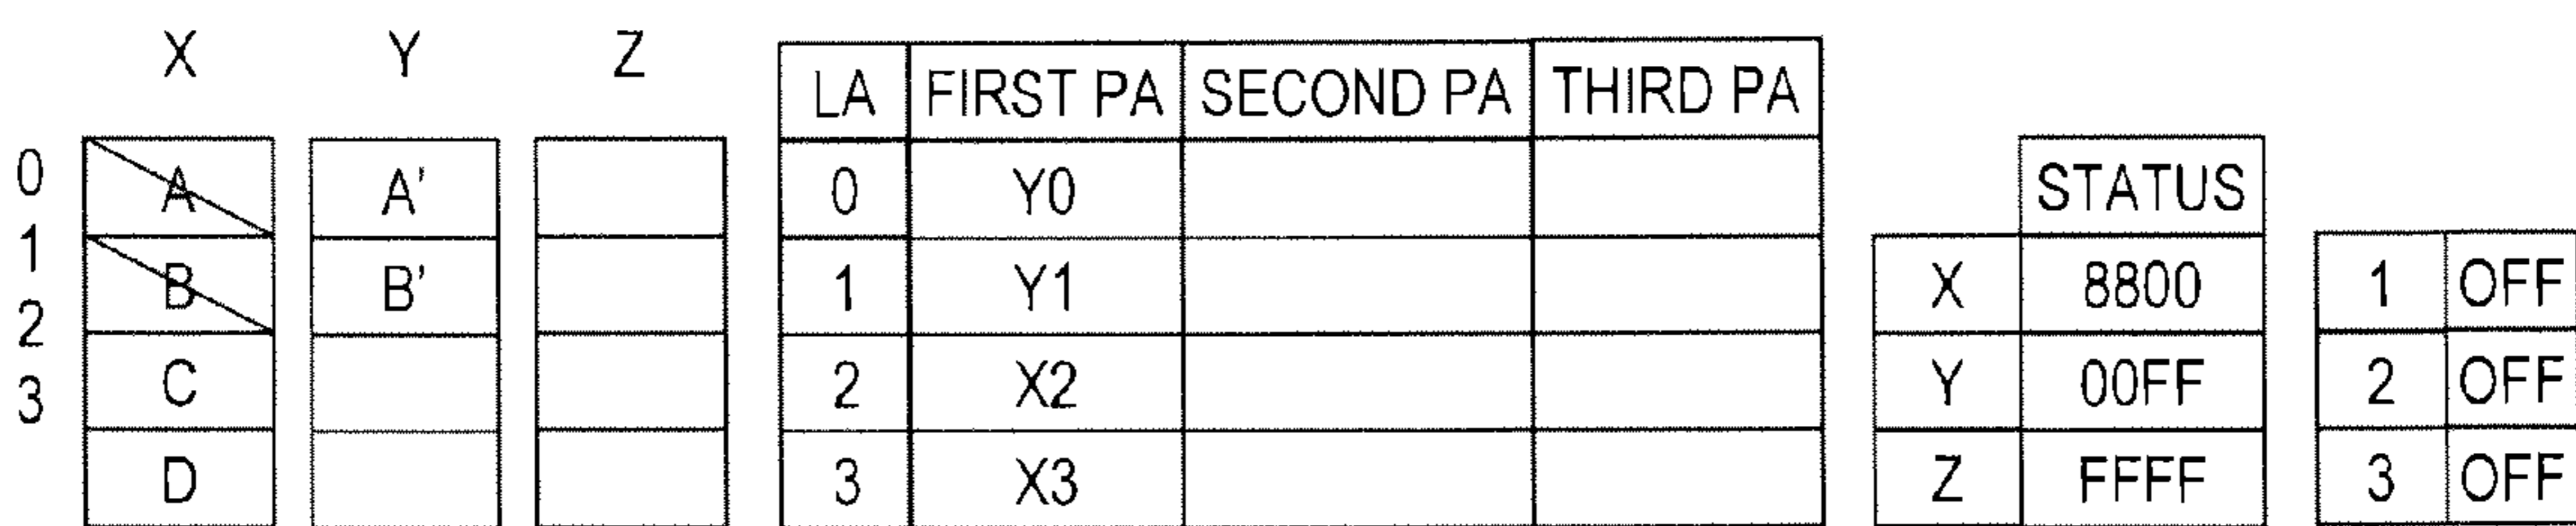 X Y Z
LA FIRST PA SECOND PA THIRD PA
0 A A' 0 Y0 STATUS
1 B B' 1 Y1 X 8800 1 OFF
2 C 2 X2 Y 00FF 2 OFF
3 D 3 X3 Z FFFF 3 OFF